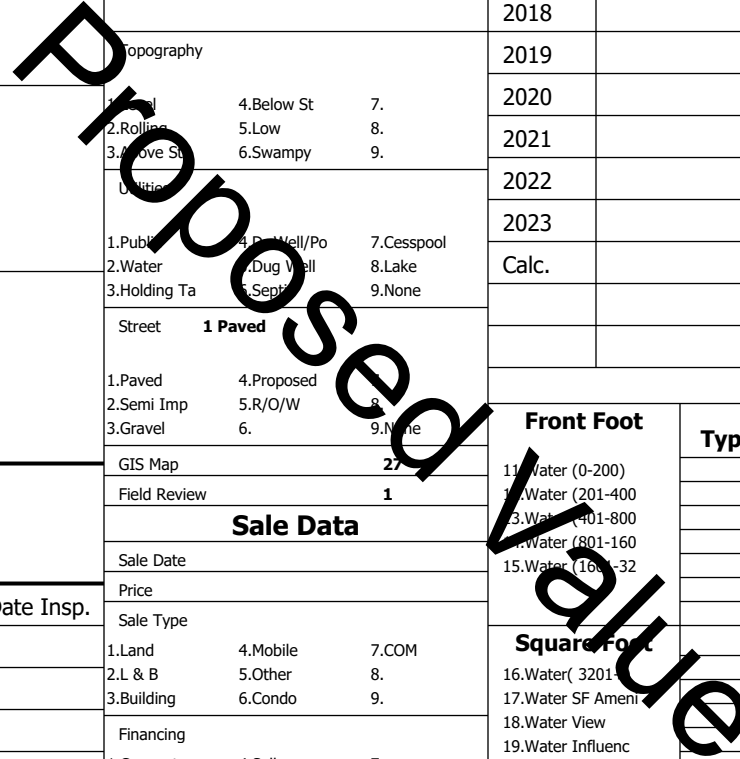 Topography
1.Level 4.Below St 7.
2.Rolling 5.Low 8.
3.Above St 6.Swampy 9.
Utilities
1.Public 4.Dr Well/Po 7.Cesspool
2.Water 5.Dug Well 8.Lake
3.Holding Ta 6.Septic 9.None
Street 1 Paved
1.Paved 4.Proposed 7.
2.Semi Imp 5.R/O/W 8.
3.Gravel 6. 9.None
GIS Map 27
Field Review 1
Sale Data
Sale Date
Price
Sale Type
1.Land 4.Mobile 7.COM
2.L & B 5.Other 8.
3.Building 6.Condo 9.
Financing
Date Insp.
2018
2019
2020
2021
2022
2023
Calc.
Front Foot
Typ
11.Water (0-200)
12.Water (201-400
13.Water (401-800
14.Water (801-160
15.Water (1601-32
Square Foot
16.Water( 3201-
17.Water SF Ameni
18.Water View
19.Water Influenc
Proposed Value